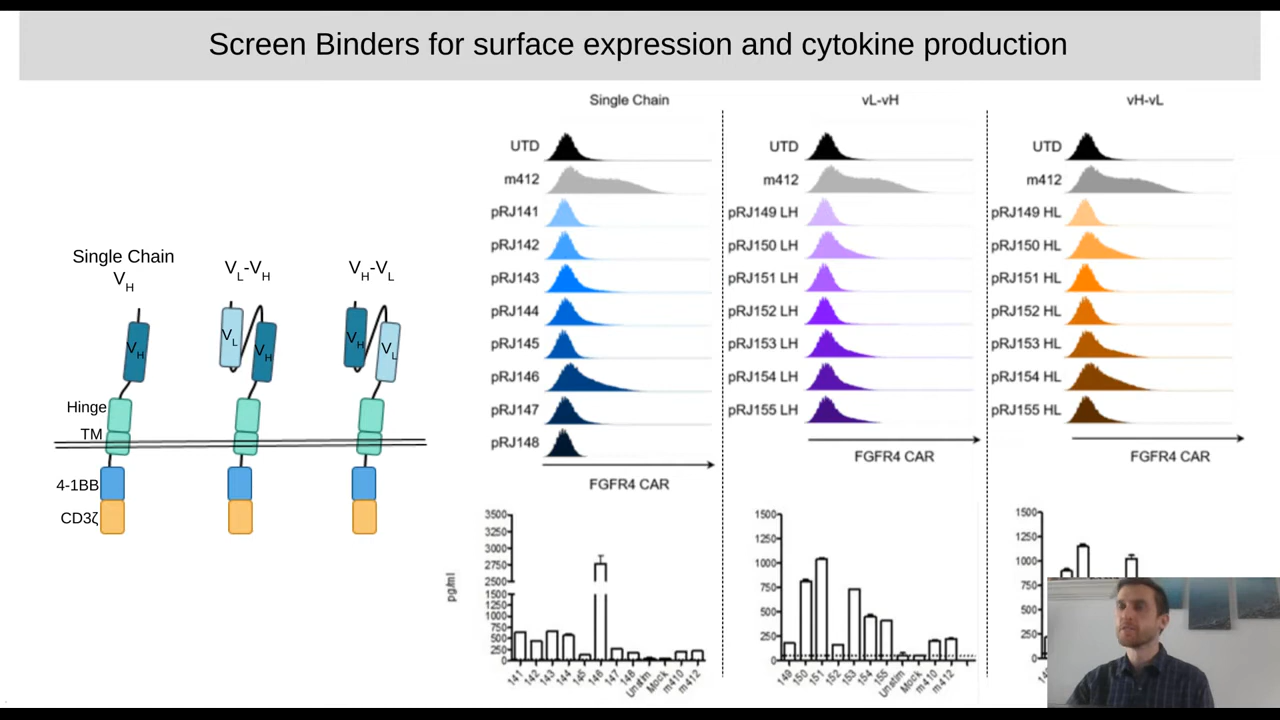 Screen Binders for surface expression and cytokine production
Single Chain
VH
VL-VH
VH-VL
VH
VL
VH
VH
VL
Hinge
TM
4-1BB
CD3ζ
Single Chain
UTD
m412
pRJ141
pRJ142
pRJ143
pRJ144
pRJ145
pRJ146
pRJ147
pRJ148
FGFR4 CAR
vL-vH
UTD
m412
pRJ149 LH
pRJ150 LH
pRJ151 LH
pRJ152 LH
pRJ153 LH
pRJ154 LH
pRJ155 LH
FGFR4 CAR
vH-vL
UTD
m412
pRJ149 HL
pRJ150 HL
pRJ151 HL
pRJ152 HL
pRJ153 HL
pRJ154 HL
pRJ155 HL
FGFR4 CAR
pg/ml
3500
3250
3000
2750
2500
1500
1250
1000
750
500
250
0
141 142 143 144 145 146 147 148 Unstim Mock m410 m412
1500
1250
1000
750
500
250
0
149 150 151 152 153 154 155 Unstim Mock m410 m412
1500
1250
1000
750
500
250
0